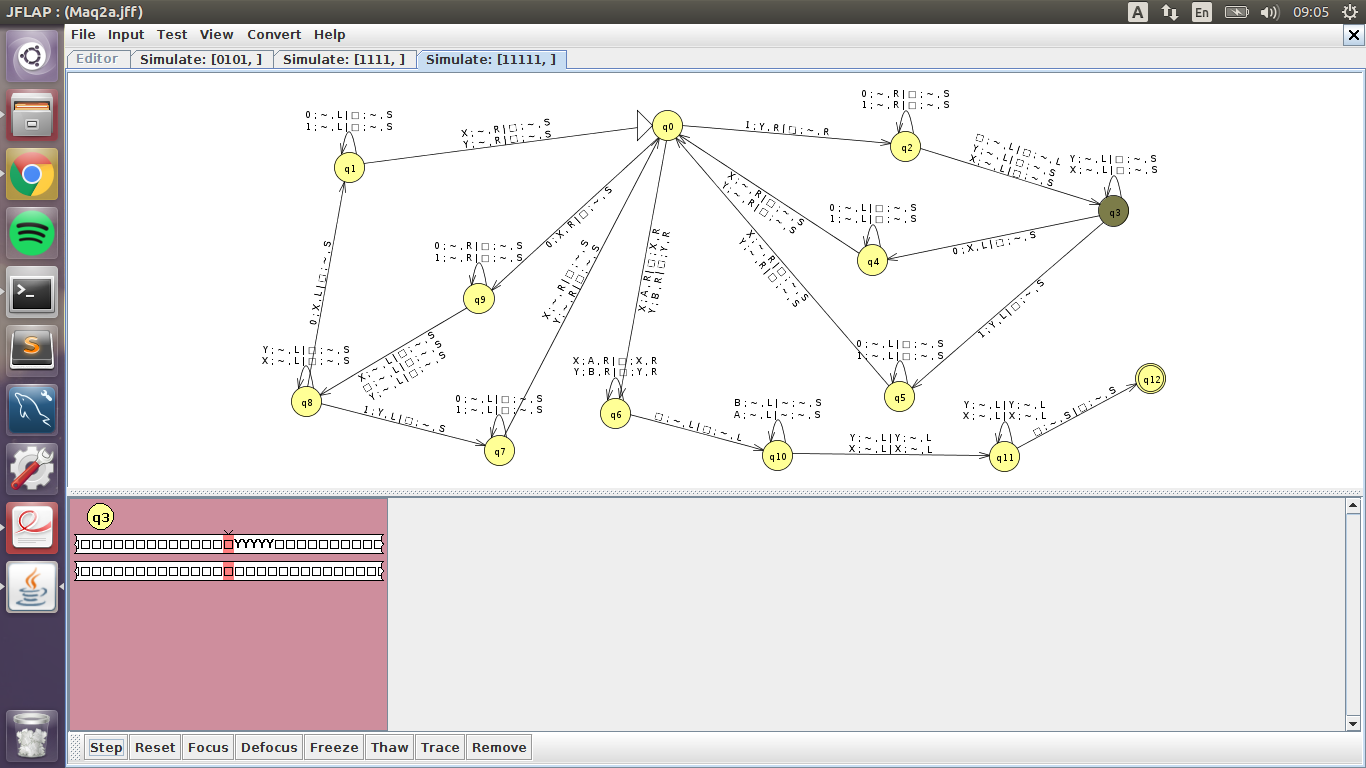 JFLAP : (Maq2a.jff)
A
En
09:05
File Input Test View Convert Help
Editor
Simulate: [0101, ]
Simulate: [1111, ]
Simulate: [11111, ]
0;~,L|□;~,S
1;~,L|□;~,S
q1
X;~,R|□;~,S
Y;~,R|□;~,S
q0
1;Y,R|□;~,R
0;~,R|□;~,S
1;~,R|□;~,S
q2
□;~,L|□;~,L
Y;~,L|□;~,S
X;~,L|□;~,S
Y;~,L|□;~,S
X;~,L|□;~,S
q3
0;X,L|□;~,S
0;~,L|□;~,S
1;~,L|□;~,S
q4
X;~,R|□;~,S
Y;~,R|□;~,S
1;Y,L|□;~,S
X;~,R|□;~,S
Y;~,R|□;~,S
0;~,L|□;~,S
1;~,L|□;~,S
q5
0;X,R|□;~,S
0;~,R|□;~,S
1;~,R|□;~,S
q9
X;~,L|□;~,S
□;~,L|□;~,S
Y;~,L|□;~,S
0;X,L|□;~,S
Y;~,L|□;~,S
X;~,L|□;~,S
q8
1;Y,L|□;~,S
0;~,L|□;~,S
1;~,L|□;~,S
q7
X;~,R|□;~,S
Y;~,R|□;~,S
X;A,R|□;X,R
Y;B,R|□;Y,R
X;A,R|□;X,R
Y;B,R|□;Y,R
q6
□;~,L|□;~,L
B;~,L|~;~,S
A;~,L|~;~,S
q10
Y;~,L|Y;~,L
X;~,L|X;~,L
Y;~,L|Y;~,L
X;~,L|X;~,L
q11
□;~,S|□;~,S
q12
q3
□□□□□□□□□□□□□□YYYYY□□□□□□□□□□
□□□□□□□□□□□□□□□□□□□□□□□□□□□□□
Step Reset Focus Defocus Freeze Thaw Trace Remove